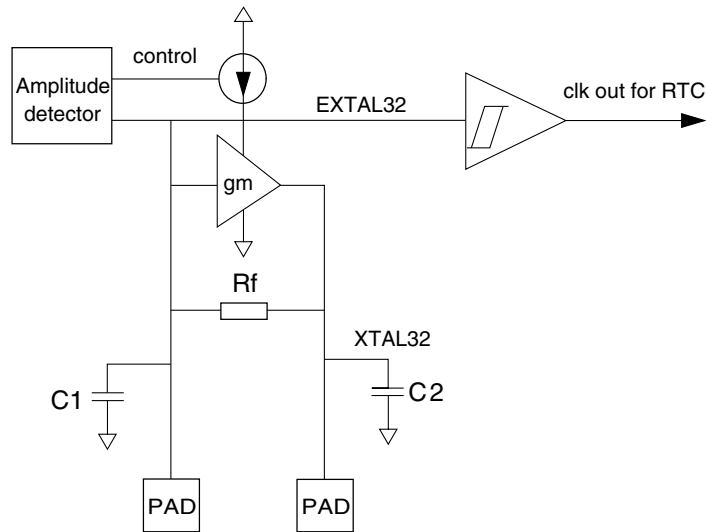 control
Amplitude
detector
EXTAL32
clk out for RTC
gm
Rf
XTAL32
C1
C2
PAD
PAD